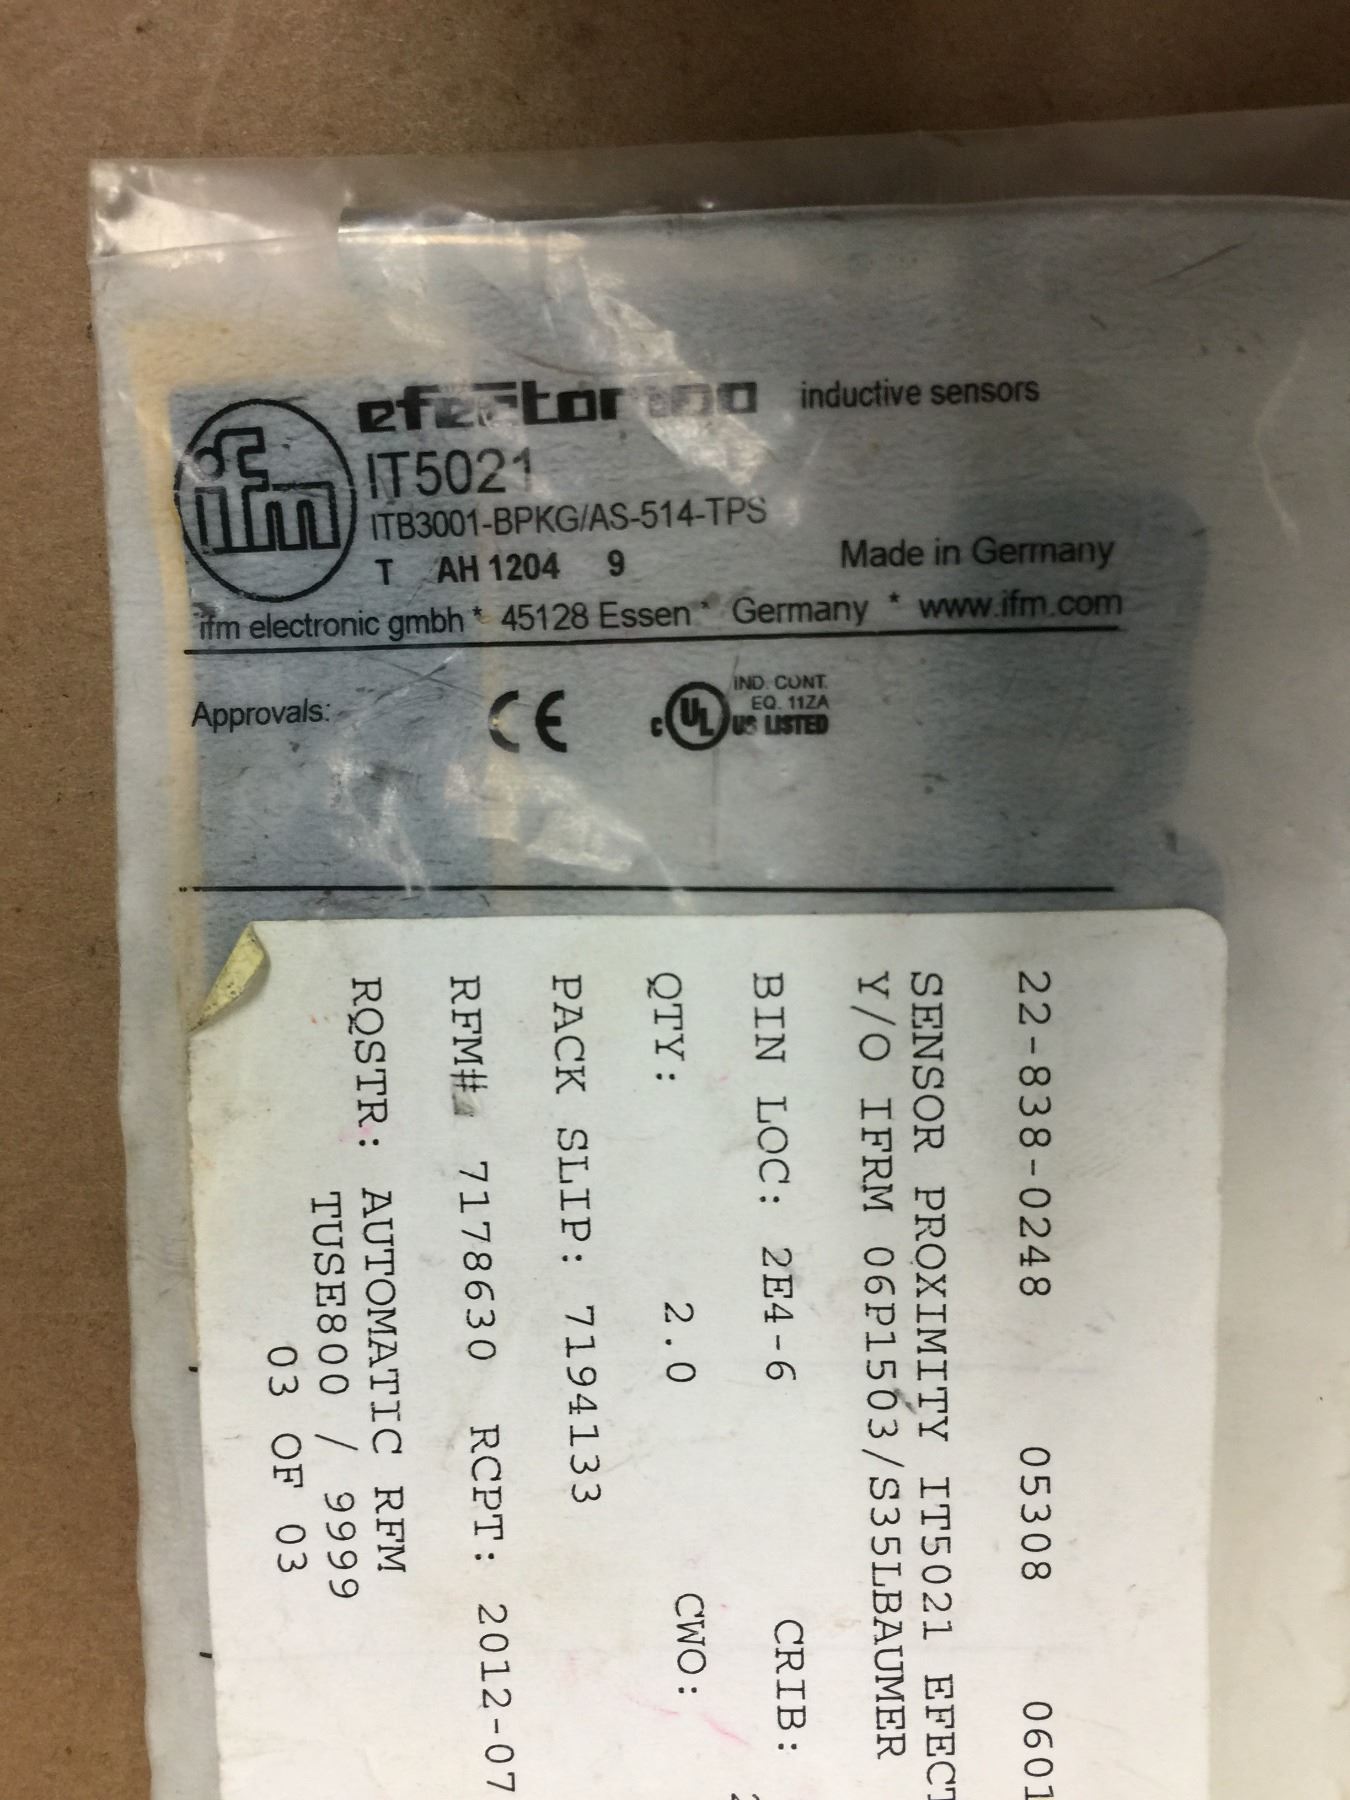 efector100 inductive sensors
ifm
IT5021
ITB3001-BPKG/AS-514-TPS
T AH 1204 9 Made in Germany
ifm electronic gmbh * 45128 Essen * Germany * www.ifm.com
Approvals: CE
IND. CONT.
EQ. 11ZA
c UL US LISTED
22-838-0248 05308 0601
SENSOR PROXIMITY IT5021 EFECT
Y/O IFRM 06P1503/S35LBAUMER
BIN LOC: 2E4-6 CRIB:
QTY: 2.0 CWO:
PACK SLIP: 7194133
RFM# 7178630 RCPT: 2012-07
RQSTR: AUTOMATIC RFM
TUSE800 / 9999
03 OF 03